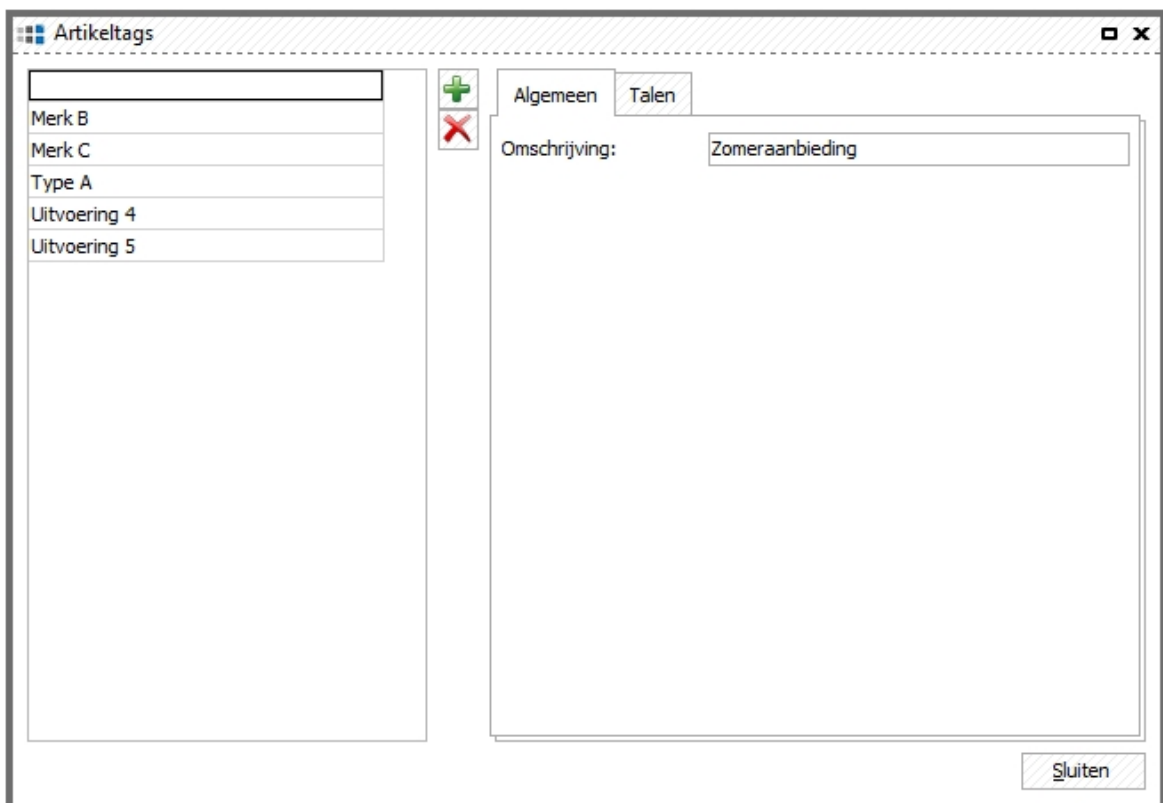 Artikeltags
Merk B
Merk C
Type A
Uitvoering 4
Uitvoering 5
Algemeen
Talen
Omschrijving: Zomeraanbieding
Sluiten